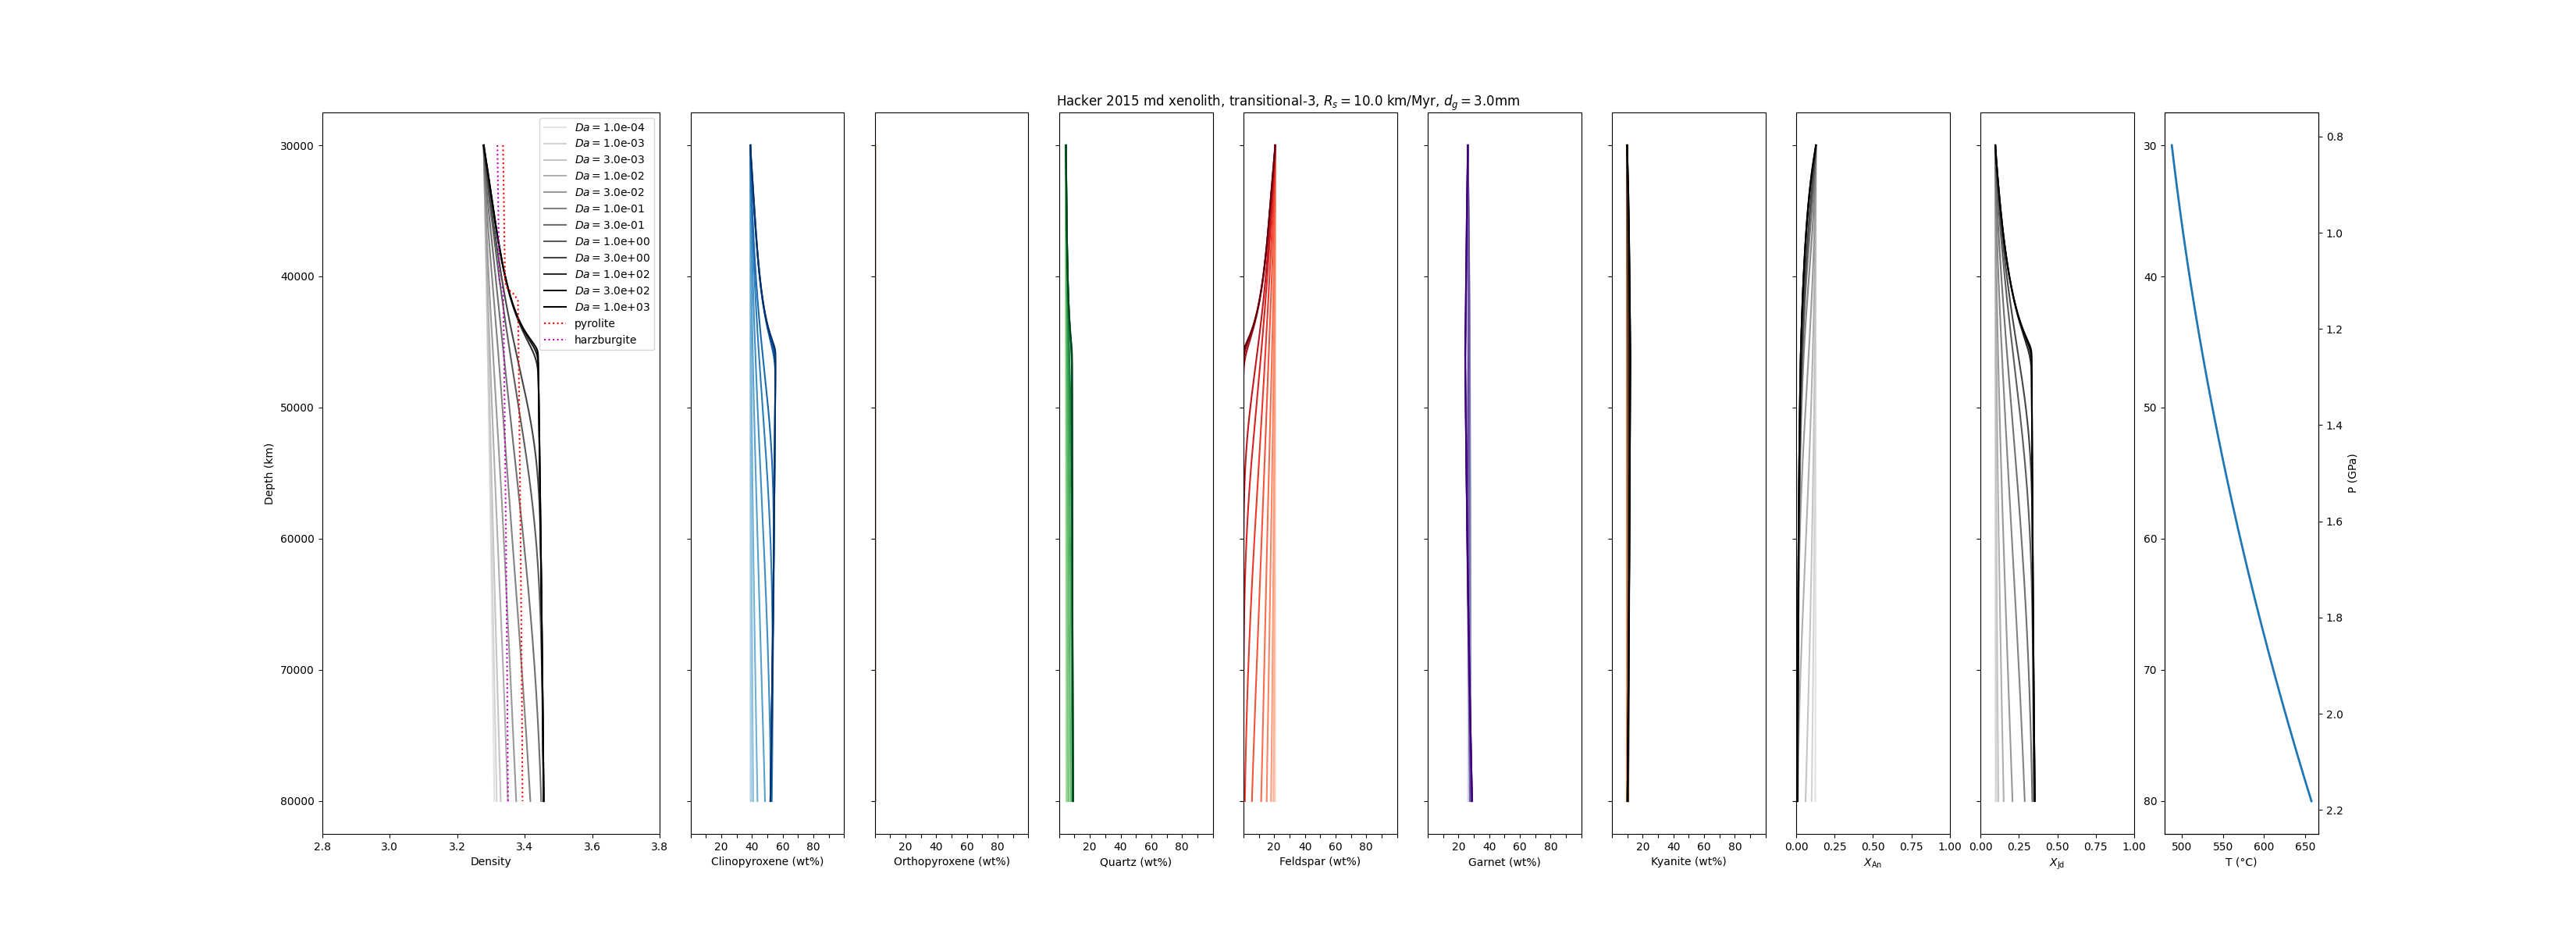 Hacker 2015 md xenolith, transitional-3, $R_s = 10.0$ km/Myr, $d_g = 3.0$mm
Da = 1.0e-04
Da = 1.0e-03
Da = 3.0e-03
Da = 1.0e-02
Da = 3.0e-02
Da = 1.0e-01
Da = 3.0e-01
Da = 1.0e+00
Da = 3.0e+00
Da = 1.0e+02
Da = 3.0e+02
Da = 1.0e+03
pyrolite
harzburgite
Depth (km)
30000
40000
50000
60000
70000
80000
2.8 3.0 3.2 3.4 3.6 3.8
Density
20 40 60 80
Clinopyroxene (wt%)
20 40 60 80
Orthopyroxene (wt%)
20 40 60 80
Quartz (wt%)
20 40 60 80
Feldspar (wt%)
20 40 60 80
Garnet (wt%)
20 40 60 80
Kyanite (wt%)
0.00 0.25 0.50 0.75 1.00
$X_{An}$
0.00 0.25 0.50 0.75 1.00
$X_{Jd}$
30
40
50
60
70
80
500 550 600 650
T (°C)
0.8
1.0
1.2
1.4
1.6
1.8
2.0
2.2
P (GPa)